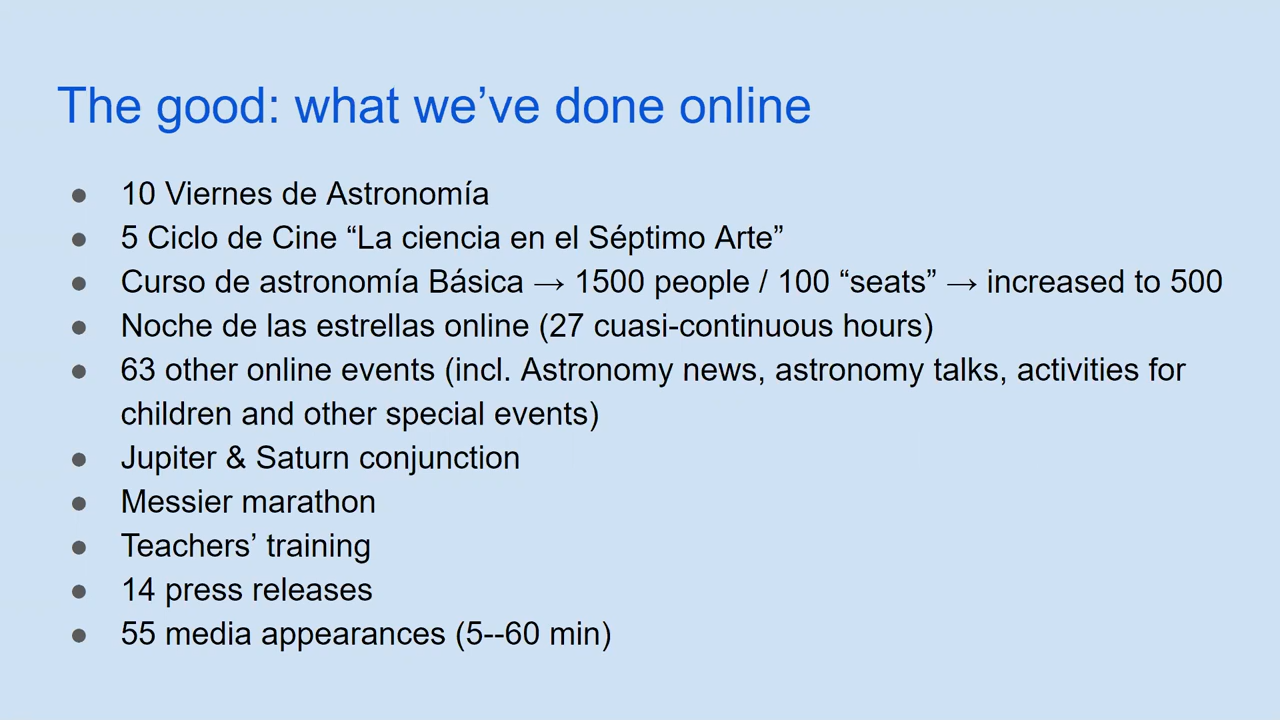 The good: what we’ve done online
● 10 Viernes de Astronomía
● 5 Ciclo de Cine “La ciencia en el Séptimo Arte”
● Curso de astronomía Básica → 1500 people / 100 “seats” → increased to 500
● Noche de las estrellas online (27 cuasi-continuous hours)
● 63 other online events (incl. Astronomy news, astronomy talks, activities for
children and other special events)
● Jupiter & Saturn conjunction
● Messier marathon
● Teachers’ training
● 14 press releases
● 55 media appearances (5--60 min)